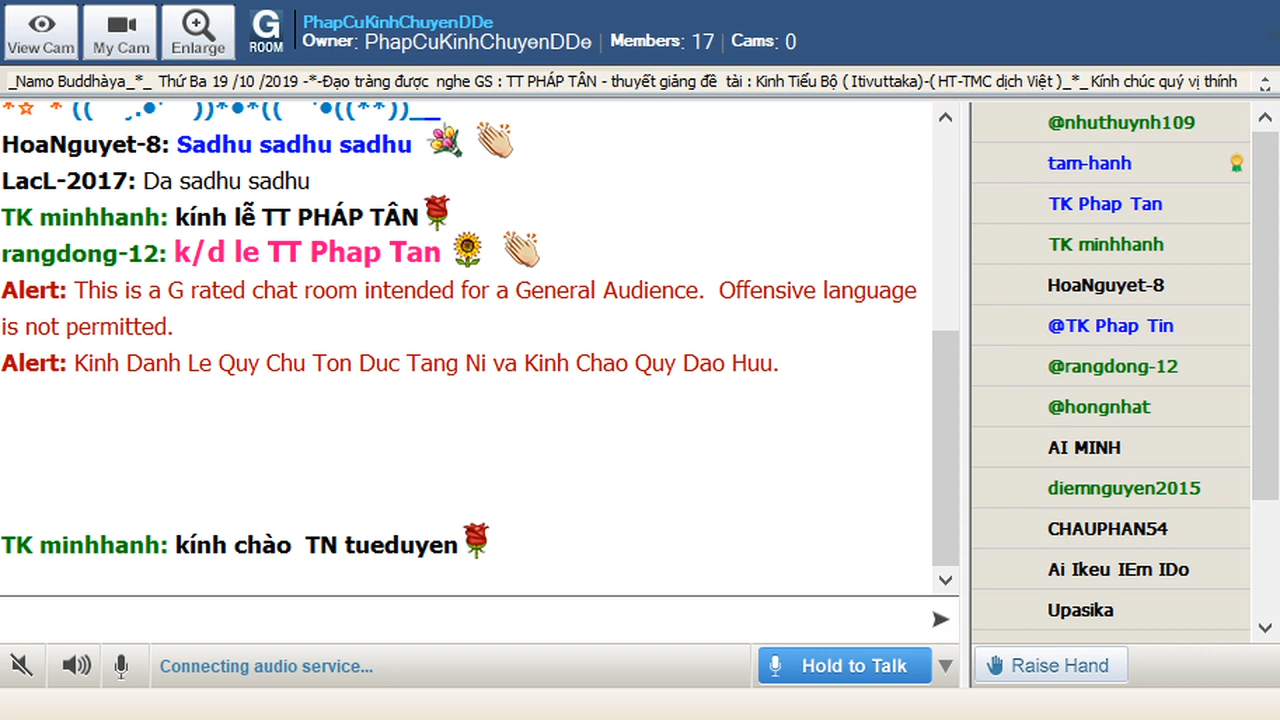 View Cam
My Cam
Enlarge
G
ROOM
PhapCuKinhChuyenDDe
Owner: PhapCuKinhChuyenDDe | Members: 17 | Cams: 0
_Namo Buddhàya_*_ Thứ Ba 19 /10 /2019 -*-Đạo tràng được nghe GS : TT PHÁP TÂN - thuyết giảng đề tài : Kinh Tiểu Bộ ( Itivuttaka)-( HT-TMC dịch Việt )_*_ Kính chúc quý vị thính
HoaNguyet-8: Sadhu sadhu sadhu
LacL-2017: Da sadhu sadhu
TK minhhanh: kính lễ TT PHÁP TÂN
rangdong-12: k/d le TT Phap Tan
Alert: This is a G rated chat room intended for a General Audience. Offensive language
is not permitted.
Alert: Kinh Danh Le Quy Chu Ton Duc Tang Ni va Kinh Chao Quy Dao Huu.
TK minhhanh: kính chào TN tueduyen
Connecting audio service...
Hold to Talk
@nhuthuynh109
tam-hanh
TK Phap Tan
TK minhhanh
HoaNguyet-8
@TK Phap Tin
@rangdong-12
@hongnhat
AI MINH
diemnguyen2015
CHAUPHAN54
Ai Ikeu IEm IDo
Upasika
Raise Hand